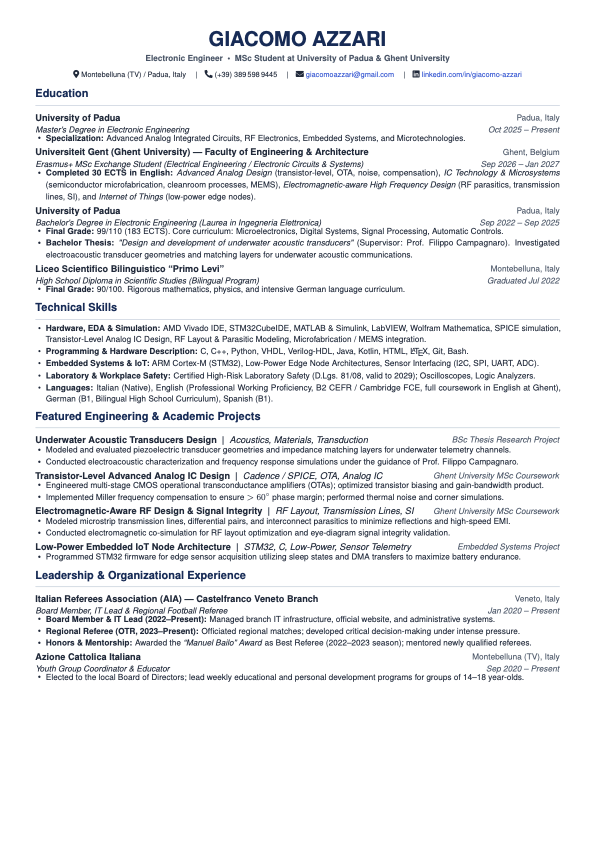 GIACOMO AZZARI
Electronic Engineer • MSc Student at University of Padua & Ghent University
Montebelluna (TV) / Padua, Italy | (+39) 389 598 9445 | giacomoazzari@gmail.com | linkedin.com/in/giacomo-azzari
Education
University of Padua Padua, Italy
Master's Degree in Electronic Engineering Oct 2025 – Present
• Specialization: Advanced Analog Integrated Circuits, RF Electronics, Embedded Systems, and Microtechnologies.
Universiteit Gent (Ghent University) — Faculty of Engineering & Architecture Ghent, Belgium
Erasmus+ MSc Exchange Student (Electrical Engineering / Electronic Circuits & Systems) Sep 2026 – Jan 2027
• Completed 30 ECTS in English: Advanced Analog Design (transistor-level, OTA, noise, compensation), IC Technology & Microsystems
(semiconductor microfabrication, cleanroom processes, MEMS), Electromagnetic-aware High Frequency Design (RF parasitics, transmission
lines, SI), and Internet of Things (low-power edge nodes).
University of Padua Padua, Italy
Bachelor's Degree in Electronic Engineering (Laurea in Ingegneria Elettronica) Sep 2022 – Sep 2025
• Final Grade: 99/110 (183 ECTS). Core curriculum: Microelectronics, Digital Systems, Signal Processing, Automatic Controls.
• Bachelor Thesis: "Design and development of underwater acoustic transducers" (Supervisor: Prof. Filippo Campagnaro). Investigated
electroacoustic transducer geometries and matching layers for underwater acoustic communications.
Liceo Scientifico Bilinguistico "Primo Levi" Montebelluna, Italy
High School Diploma in Scientific Studies (Bilingual Program) Graduated Jul 2022
• Final Grade: 90/100. Rigorous mathematics, physics, and intensive German language curriculum.
Technical Skills
• Hardware, EDA & Simulation: AMD Vivado IDE, STM32CubeIDE, MATLAB & Simulink, LabVIEW, Wolfram Mathematica, SPICE simulation,
Transistor-Level Analog IC Design, RF Layout & Parasitic Modeling, Microfabrication / MEMS integration.
• Programming & Hardware Description: C, C++, Python, VHDL, Verilog-HDL, Java, Kotlin, HTML, LATEX, Git, Bash.
• Embedded Systems & IoT: ARM Cortex-M (STM32), Low-Power Edge Node Architectures, Sensor Interfacing (I2C, SPI, UART, ADC).
• Laboratory & Workplace Safety: Certified High-Risk Laboratory Safety (D.Lgs. 81/08, valid to 2029); Oscilloscopes, Logic Analyzers.
• Languages: Italian (Native), English (Professional Working Proficiency, B2 CEFR / Cambridge FCE, full coursework in English at Ghent),
German (B1, Bilingual High School Curriculum), Spanish (B1).
Featured Engineering & Academic Projects
Underwater Acoustic Transducers Design | Acoustics, Materials, Transduction BSc Thesis Research Project
• Modeled and evaluated piezoelectric transducer geometries and impedance matching layers for underwater telemetry channels.
• Conducted electroacoustic characterization and frequency response simulations under the guidance of Prof. Filippo Campagnaro.
Transistor-Level Advanced Analog IC Design | Cadence / SPICE, OTA, Analog IC Ghent University MSc Coursework
• Engineered multi-stage CMOS operational transconductance amplifiers (OTAs); optimized transistor biasing and gain-bandwidth product.
• Implemented Miller frequency compensation to ensure > 60° phase margin; performed thermal noise and corner simulations.
Electromagnetic-Aware RF Design & Signal Integrity | RF Layout, Transmission Lines, SI Ghent University MSc Coursework
• Modeled microstrip transmission lines, differential pairs, and interconnect parasitics to minimize reflections and high-speed EMI.
• Conducted electromagnetic co-simulation for RF layout optimization and eye-diagram signal integrity validation.
Low-Power Embedded IoT Node Architecture | STM32, C, Low-Power, Sensor Telemetry Embedded Systems Project
• Programmed STM32 firmware for edge sensor acquisition utilizing sleep states and DMA transfers to maximize battery endurance.
Leadership & Organizational Experience
Italian Referees Association (AIA) — Castelfranco Veneto Branch Veneto, Italy
Board Member, IT Lead & Regional Football Referee Jan 2020 – Present
• Board Member & IT Lead (2022–Present): Managed branch IT infrastructure, official website, and administrative systems.
• Regional Referee (OTR, 2023–Present): Officiated regional matches; developed critical decision-making under intense pressure.
• Honors & Mentorship: Awarded the "Manuel Bailo" Award as Best Referee (2022–2023 season); mentored newly qualified referees.
Azione Cattolica Italiana Montebelluna (TV), Italy
Youth Group Coordinator & Educator Sep 2020 – Present
• Elected to the local Board of Directors; lead weekly educational and personal development programs for groups of 14–18 year-olds.